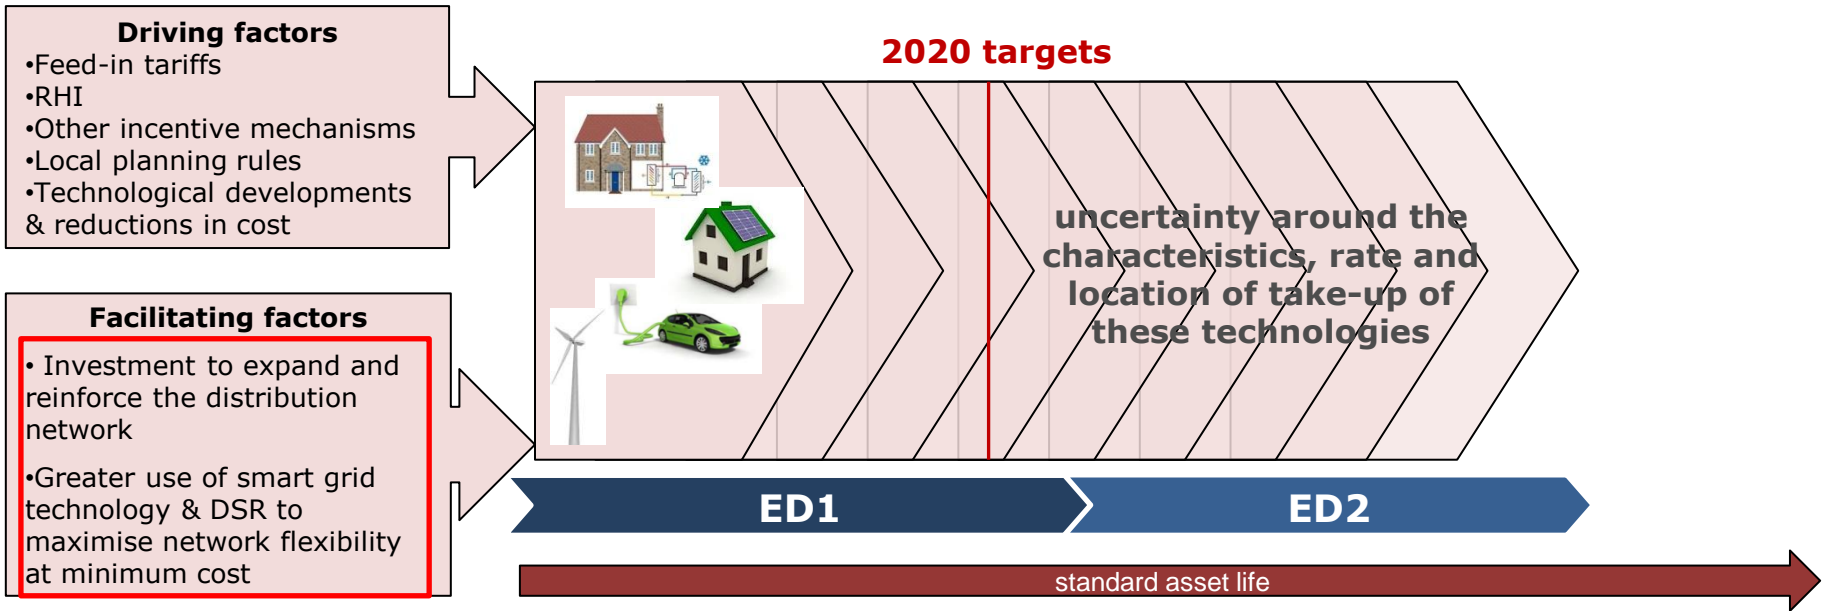 Driving factors
•Feed-in tariffs
•RHI
•Other incentive mechanisms
•Local planning rules
•Technological developments
& reductions in cost
Facilitating factors
• Investment to expand and
reinforce the distribution
network
•Greater use of smart grid
technology & DSR to
maximise network flexibility
at minimum cost
2020 targets
uncertainty around the
characteristics, rate and
location of take-up of
these technologies
ED1
ED2
standard asset life